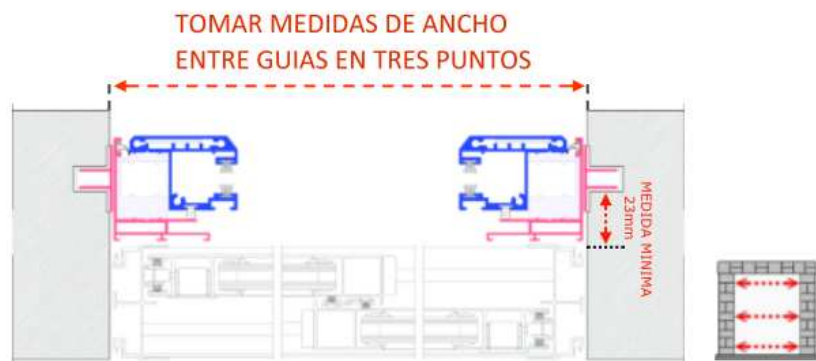 TOMAR MEDIDAS DE ANCHO
ENTRE GUIAS EN TRES PUNTOS
MEDIDA MINIMA
23mm